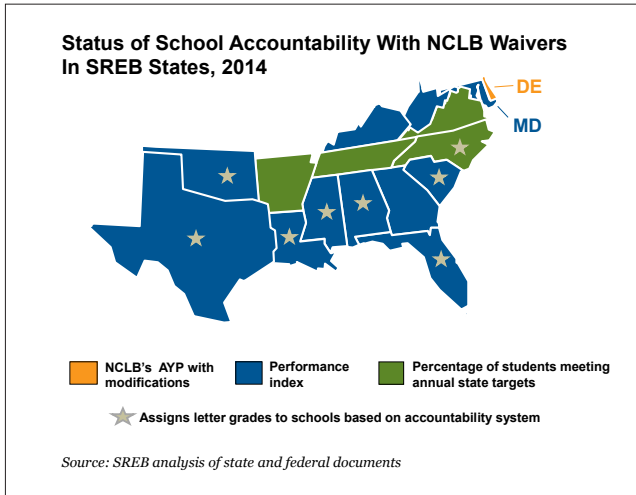 Status of School Accountability With NCLB Waivers
In SREB States, 2014
DE
MD
NCLB's AYP with
modifications
Performance
index
Percentage of students meeting
annual state targets
Assigns letter grades to schools based on accountability system
Source: SREB analysis of state and federal documents